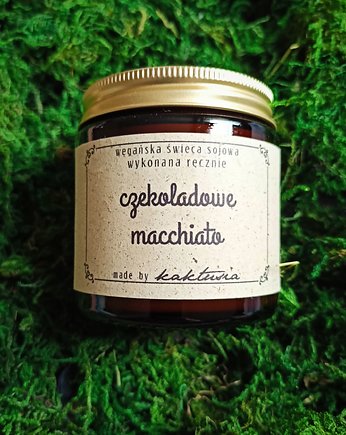 wegańska świeca sojowa
wykonana ręcznie
czekoladowe
macchiato
made by kaktusia